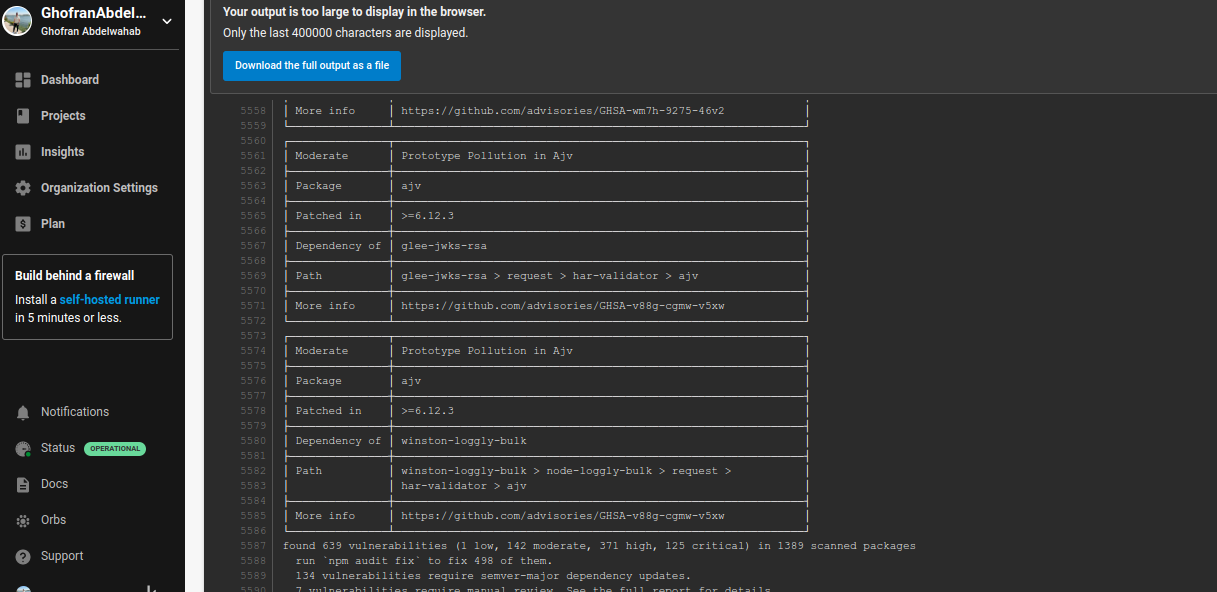 GhofranAbdel...
Ghofran Abdelwahab
Dashboard
Projects
Insights
Organization Settings
Plan
Build behind a firewall
Install a self-hosted runner
in 5 minutes or less.
Notifications
Status OPERATIONAL
Docs
Orbs
Support
Your output is too large to display in the browser.
Only the last 400000 characters are displayed.
Download the full output as a file
5558 More info https://github.com/advisories/GHSA-wm7h-9275-46v2
5559
5560
5561 Moderate Prototype Pollution in Ajv
5562
5563 Package ajv
5564
5565 Patched in >=6.12.3
5566
5567 Dependency of glee-jwks-rsa
5568
5569 Path glee-jwks-rsa > request > har-validator > ajv
5570
5571 More info https://github.com/advisories/GHSA-v88g-cgmw-v5xw
5572
5573
5574 Moderate Prototype Pollution in Ajv
5575
5576 Package ajv
5577
5578 Patched in >=6.12.3
5579
5580 Dependency of winston-loggly-bulk
5581
5582 Path winston-loggly-bulk > node-loggly-bulk > request >
5583 har-validator > ajv
5584
5585 More info https://github.com/advisories/GHSA-v88g-cgmw-v5xw
5586
5587 found 639 vulnerabilities (1 low, 142 moderate, 371 high, 125 critical) in 1389 scanned packages
5588 run `npm audit fix` to fix 498 of them.
5589 134 vulnerabilities require semver-major dependency updates.
5590 7 vulnerabilities require manual review. See the full report for details.